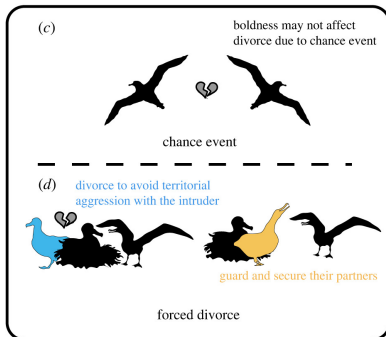 (c)
boldness may not affect
divorce due to chance event
chance event
(d)
divorce to avoid territorial
aggression with the intruder
guard and secure their partners
forced divorce